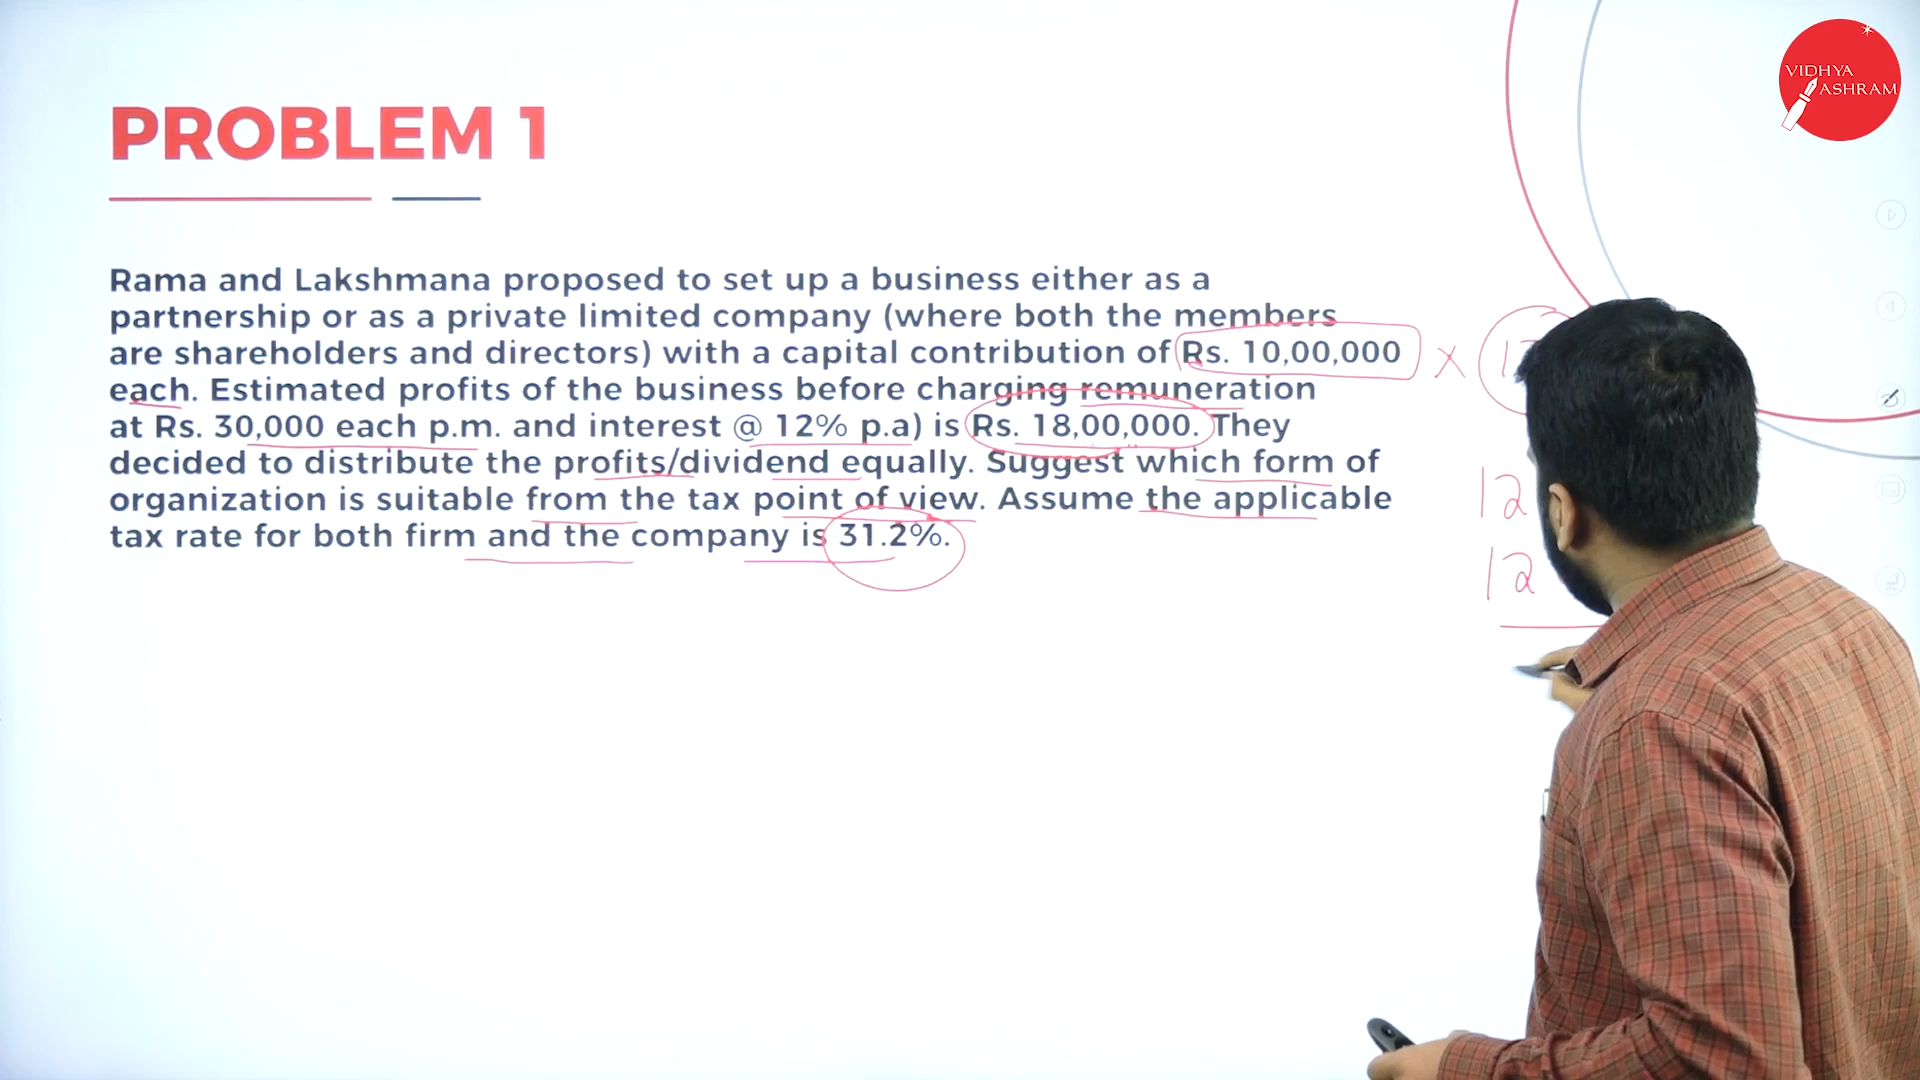 VIDHYA
ASHRAM
PROBLEM 1
Rama and Lakshmana proposed to set up a business either as a
partnership or as a private limited company (where both the members
are shareholders and directors) with a capital contribution of Rs. 10,00,000
each. Estimated profits of the business before charging remuneration
at Rs. 30,000 each p.m. and interest @ 12% p.a) is Rs. 18,00,000. They
decided to distribute the profits/dividend equally. Suggest which form of
organization is suitable from the tax point of view. Assume the applicable
tax rate for both firm and the company is 31.2%.
x
12
12